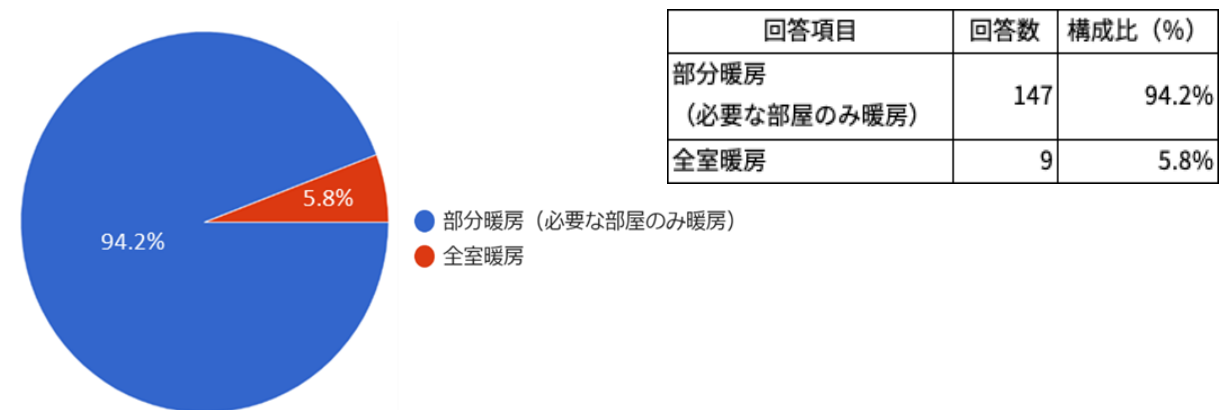 回答項目 回答数 構成比（%）
部分暖房
（必要な部屋のみ暖房） 147 94.2%
全室暖房 9 5.8%
5.8%
94.2%
部分暖房（必要な部屋のみ暖房）
全室暖房